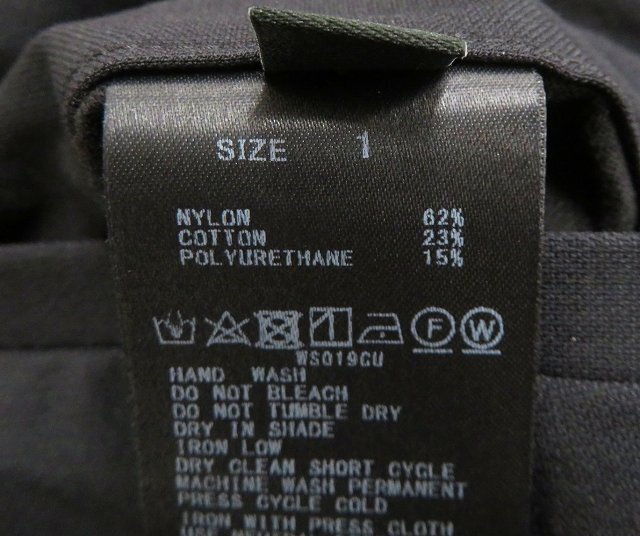 SIZE 1
NYLON 62%
COTTON 23%
POLYURETHANE 15%
F W
WS019CU
HAND WASH
DO NOT BLEACH
DO NOT TUMBLE DRY
DRY IN SHADE
IRON LOW
DRY CLEAN SHORT CYCLE
MACHINE WASH PERMANENT
PRESS CYCLE COLD
IRON WITH PRESS CLOTH